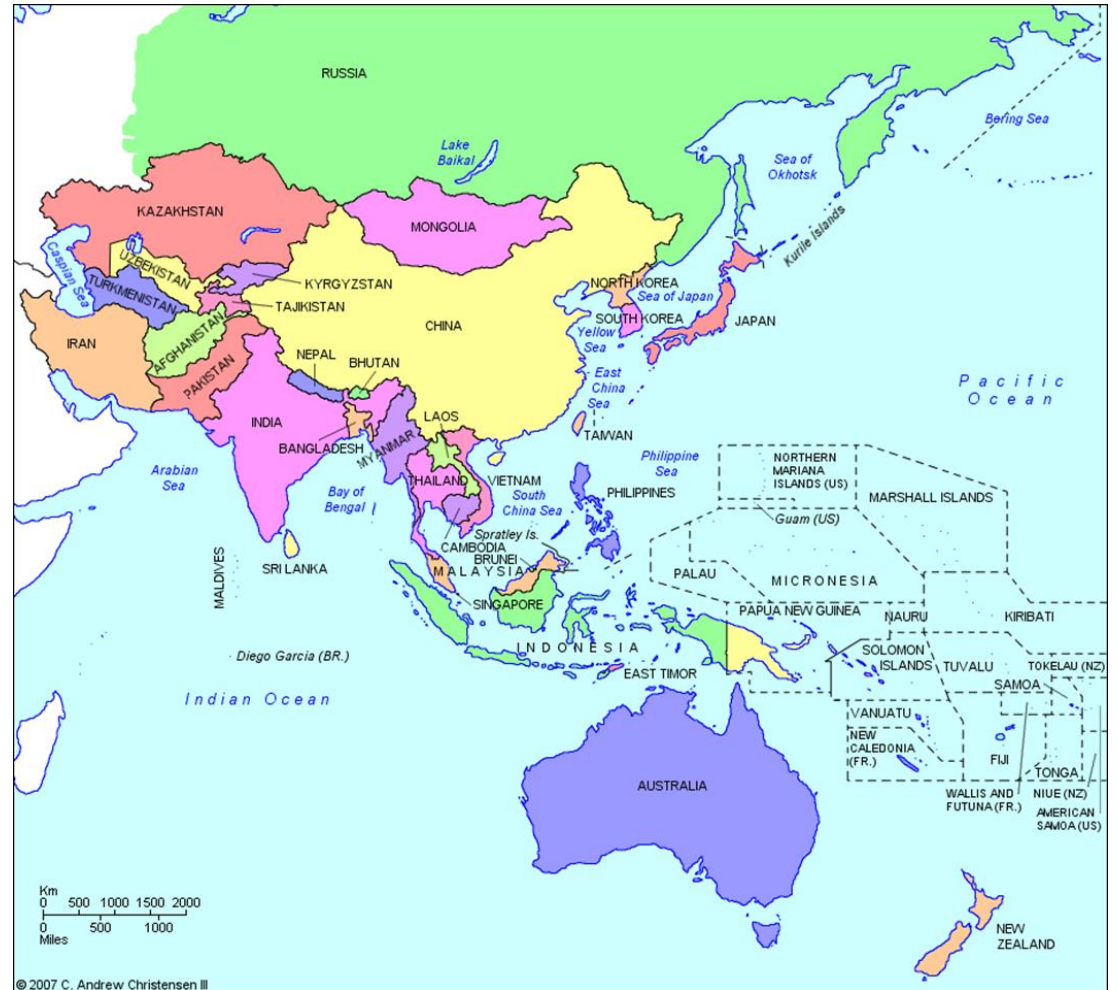 RUSSIA
Bering Sea
Lake
Baikal
Sea of
Okhotsk
KAZAKHSTAN
MONGOLIA
Kurile Islands
Caspian Sea
UZBEKISTAN
TURKMENISTAN
KYRGYZSTAN
TAJIKISTAN
NORTH KOREA
Sea of Japan
SOUTH KOREA
JAPAN
CHINA
Yellow
Sea
IRAN
AFGHANISTAN
PAKISTAN
NEPAL
BHUTAN
East
China
Sea
Pacific
Ocean
INDIA
LAOS
BANGLADESH
MYANMAR
TAIWAN
Arabian
Sea
Bay of
Bengal
THAILAND
VIETNAM
South
China Sea
Philippine
Sea
PHILIPPINES
NORTHERN
MARIANA
ISLANDS (US)
MARSHALL ISLANDS
Guam (US)
Spratley Is.
CAMBODIA
BRUNEI
MALAYSIA
SRI LANKA
MALDIVES
SINGAPORE
PALAU
MICRONESIA
PAPUA NEW GUINEA
NAURU
KIRIBATI
INDONESIA
SOLOMON
ISLANDS
TUVALU
TOKELAU (NZ)
Diego Garcia (BR.)
EAST TIMOR
SAMOA
Indian Ocean
VANUATU
NEW
CALEDONIA
(FR.)
FIJI
TONGA
AUSTRALIA
WALLIS AND
FUTUNA (FR.)
NIUE (NZ)
AMERICAN
SAMOA (US)
Km
0 500 1000 1500 2000
0 500 1000
Miles
NEW
ZEALAND
© 2007 C. Andrew Christensen III